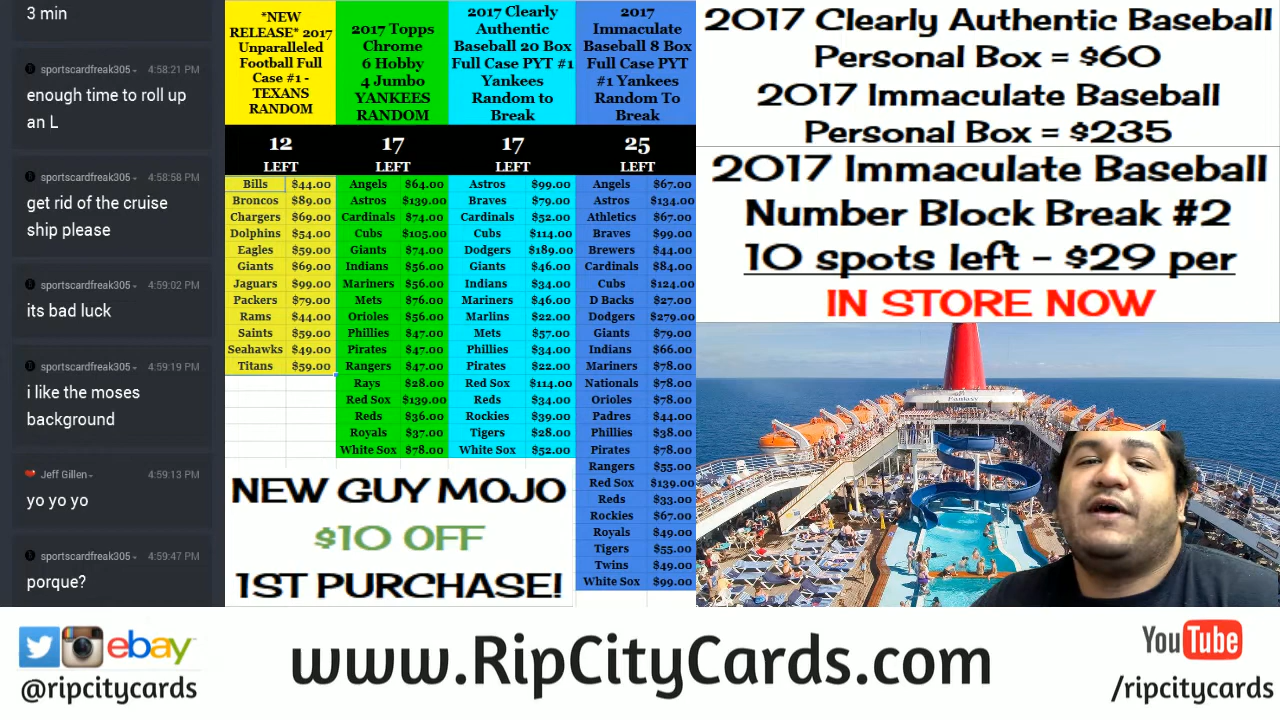 3 min
sportscardfreak305 4:58:21 PM
enough time to roll up
an L
sportscardfreak305 4:58:58 PM
get rid of the cruise
ship please
sportscardfreak305 4:59:02 PM
its bad luck
sportscardfreak305 4:59:19 PM
i like the moses
background
Jeff Gillen 4:59:13 PM
yo yo yo
sportscardfreak305 4:59:47 PM
porque?
*NEW
RELEASE* 2017
Unparalleled
Football Full
Case #1 -
TEXANS
RANDOM
12
LEFT
Bills $44.00
Broncos $89.00
Chargers $69.00
Dolphins $54.00
Eagles $59.00
Giants $69.00
Jaguars $99.00
Packers $79.00
Rams $44.00
Saints $59.00
Seahawks $49.00
Titans $59.00
2017 Topps
Chrome
6 Hobby
4 Jumbo
YANKEES
RANDOM
17
LEFT
Angels $64.00
Astros $139.00
Cardinals $74.00
Cubs $105.00
Giants $74.00
Indians $56.00
Mariners $56.00
Mets $76.00
Orioles $56.00
Phillies $47.00
Pirates $47.00
Rangers $47.00
Rays $28.00
Red Sox $139.00
Reds $36.00
Royals $37.00
White Sox $78.00
2017 Clearly
Authentic
Baseball 20 Box
Full Case PYT #1
Yankees
Random to
Break
17
LEFT
Astros $99.00
Braves $79.00
Cardinals $52.00
Cubs $114.00
Dodgers $189.00
Giants $46.00
Indians $34.00
Mariners $46.00
Marlins $22.00
Mets $57.00
Phillies $34.00
Pirates $22.00
Red Sox $114.00
Reds $34.00
Rockies $39.00
Tigers $28.00
White Sox $52.00
2017
Immaculate
Baseball 8 Box
Full Case PYT
#1 Yankees
Random To
Break
25
LEFT
Angels $67.00
Astros $134.00
Athletics $67.00
Braves $99.00
Brewers $44.00
Cardinals $84.00
Cubs $124.00
D Backs $27.00
Dodgers $279.00
Giants $79.00
Indians $66.00
Mariners $78.00
Nationals $78.00
Orioles $78.00
Padres $44.00
Phillies $38.00
Pirates $78.00
Rangers $55.00
Red Sox $139.00
Reds $33.00
Rockies $67.00
Royals $49.00
Tigers $55.00
Twins $49.00
White Sox $99.00
NEW GUY MOJO
$10 OFF
1ST PURCHASE!
2017 Clearly Authentic Baseball
Personal Box = $60
2017 Immaculate Baseball
Personal Box = $235
2017 Immaculate Baseball
Number Block Break #2
10 spots left - $29 per
IN STORE NOW
Fantasy
ebay
@ripcitycards
www.RipCityCards.com
YouTube
/ripcitycards